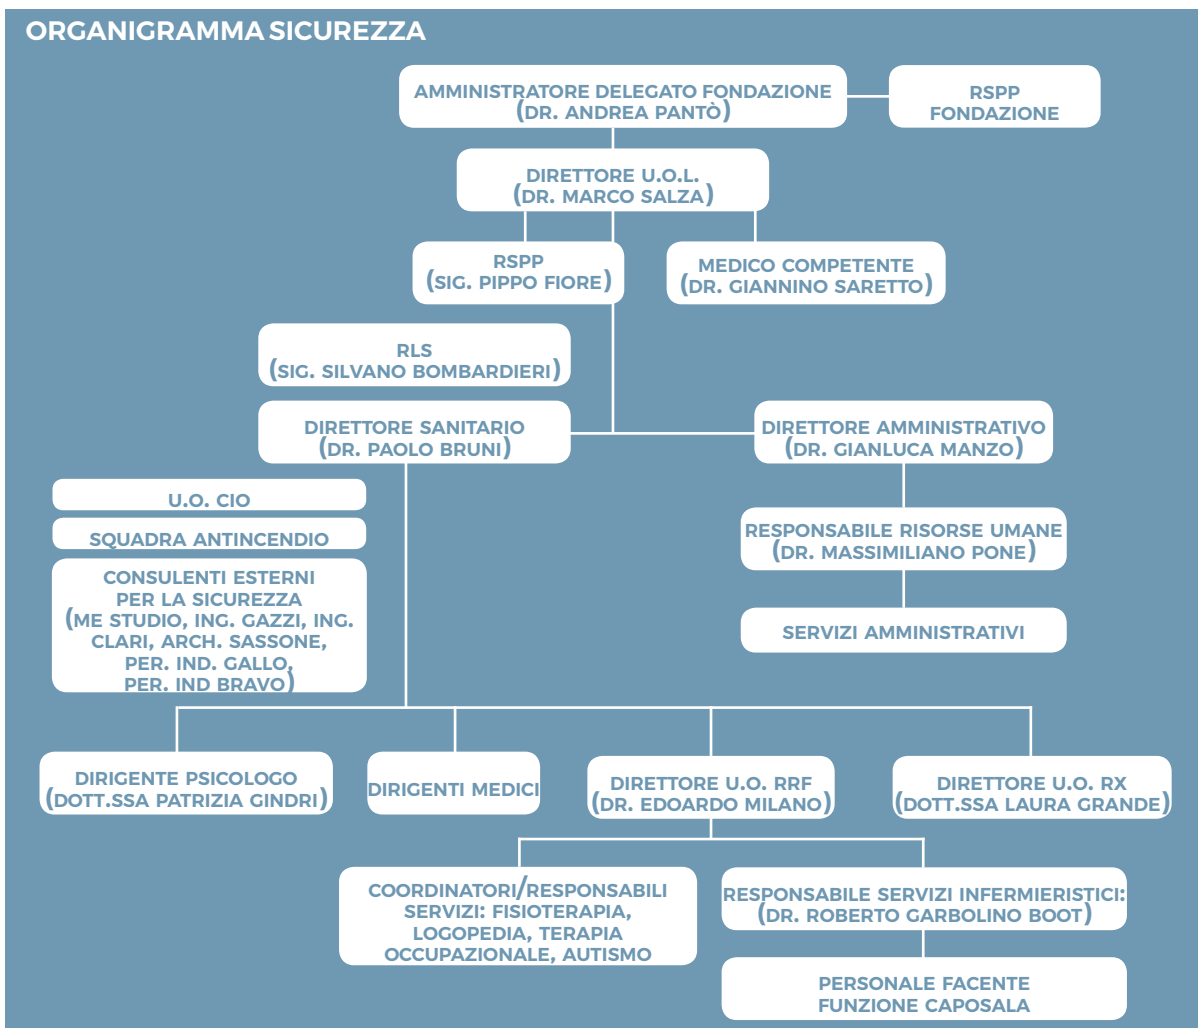 ORGANIGRAMMA SICUREZZA
AMMINISTRATORE DELEGATO FONDAZIONE
(DR. ANDREA PANTÒ)
RSPP
FONDAZIONE
DIRETTORE U.O.L.
(DR. MARCO SALZA)
RSPP
(SIG. PIPPO FIORE)
MEDICO COMPETENTE
(DR. GIANNINO SARETTO)
RLS
(SIG. SILVANO BOMBARDIERI)
DIRETTORE SANITARIO
(DR. PAOLO BRUNI)
DIRETTORE AMMINISTRATIVO
(DR. GIANLUCA MANZO)
U.O. CIO
SQUADRA ANTINCENDIO
CONSULENTI ESTERNI
PER LA SICUREZZA
(ME STUDIO, ING. GAZZI, ING.
CLARI, ARCH. SASSONE,
PER. IND. GALLO,
PER. IND BRAVO)
RESPONSABILE RISORSE UMANE
(DR. MASSIMILIANO PONE)
SERVIZI AMMINISTRATIVI
DIRIGENTE PSICOLOGO
(DOTT.SSA PATRIZIA GINDRI)
DIRIGENTI MEDICI
DIRETTORE U.O. RRF
(DR. EDOARDO MILANO)
DIRETTORE U.O. RX
(DOTT.SSA LAURA GRANDE)
COORDINATORI/RESPONSABILI
SERVIZI: FISIOTERAPIA,
LOGOPEDIA, TERAPIA
OCCUPAZIONALE, AUTISMO
RESPONSABILE SERVIZI INFERMIERISTICI:
(DR. ROBERTO GARBOLINO BOOT)
PERSONALE FACENTE
FUNZIONE CAPOSALA